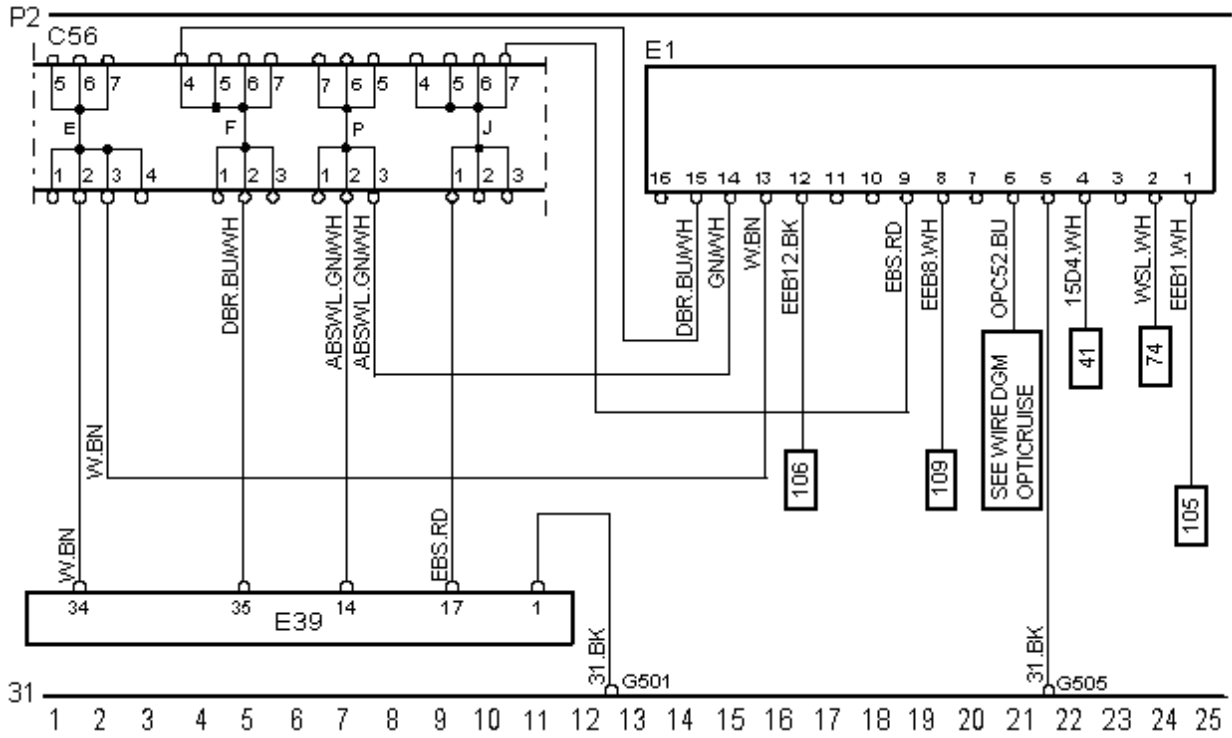 P2
C56
E1
5 6 7 4 5 6 7 7 6 5 4 5 6 7
E F P J
1 2 3 4 1 2 3 1 2 3 1 2 3
16 15 14 13 12 11 10 9 8 7 6 5 4 3 2 1
W.BN
W.BN
DBR.BU/WH
ABSWL.GN/WH
ABSWL.GN/WH
EBS.RD
DBR.BU/WH
GN/WH
W.BN
EEB12.BK
EBS.RD
EEB8.WH
OPC52.BU
15D4.WH
WSL.WH
EEB1.WH
106
109
SEE WIRE DGM
OPTICRUISE
41
74
105
34 35 14 17 1
E39
31.BK
G501
31.BK
G505
31
1 2 3 4 5 6 7 8 9 10 11 12 13 14 15 16 17 18 19 20 21 22 23 24 25